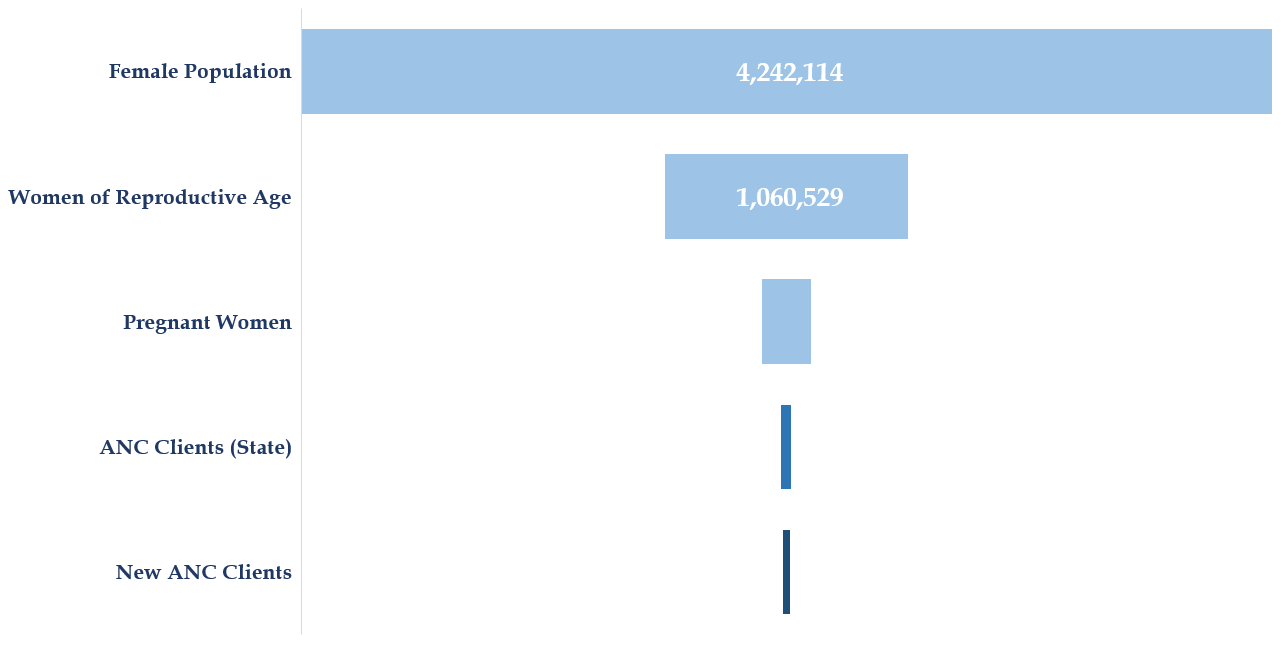 Female Population
4,242,114
Women of Reproductive Age
1,060,529
Pregnant Women
ANC Clients (State)
New ANC Clients